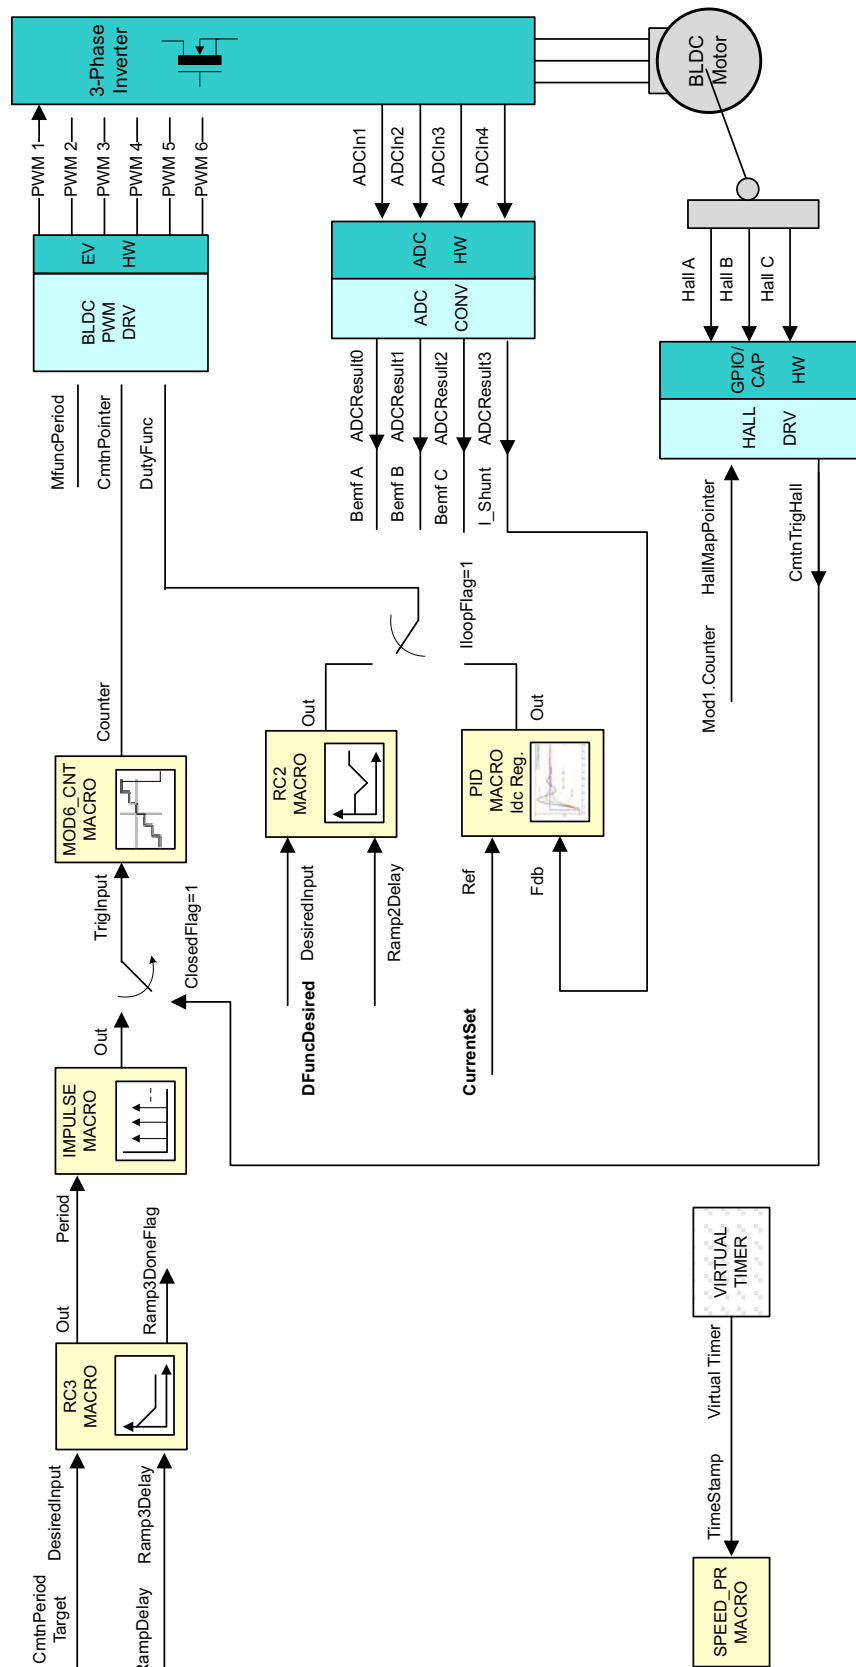 3-Phase
Inverter
BLDC
Motor
PWM 1
PWM 2
PWM 3
PWM 4
PWM 5
PWM 6
EV
HW
BLDC
PWM
DRV
ADCIn1
ADCIn2
ADCIn3
ADCIn4
ADC
HW
ADC
CONV
Hall A
Hall B
Hall C
GPIO/
CAP
HW
HALL
DRV
MfuncPeriod
CmtnPointer
DutyFunc
ADCResult0
ADCResult1
ADCResult2
ADCResult3
Bemf A
Bemf B
Bemf C
I_Shunt
HallMapPointer
CmtnTrigHall
Mod1.Counter
IloopFlag=1
Counter
Out
Out
MOD6_CNT
MACRO
RC2
MACRO
PID
MACRO
Idc Reg.
TrigInput
ClosedFlag=1
DesiredInput
Ramp2Delay
Ref
Fdb
DFuncDesired
CurrentSet
Out
IMPULSE
MACRO
Period
Out
Ramp3DoneFlag
RC3
MACRO
DesiredInput
Ramp3Delay
CmtnPeriod
Target
RampDelay
VIRTUAL
TIMER
Virtual Timer
TimeStamp
SPEED_PR
MACRO